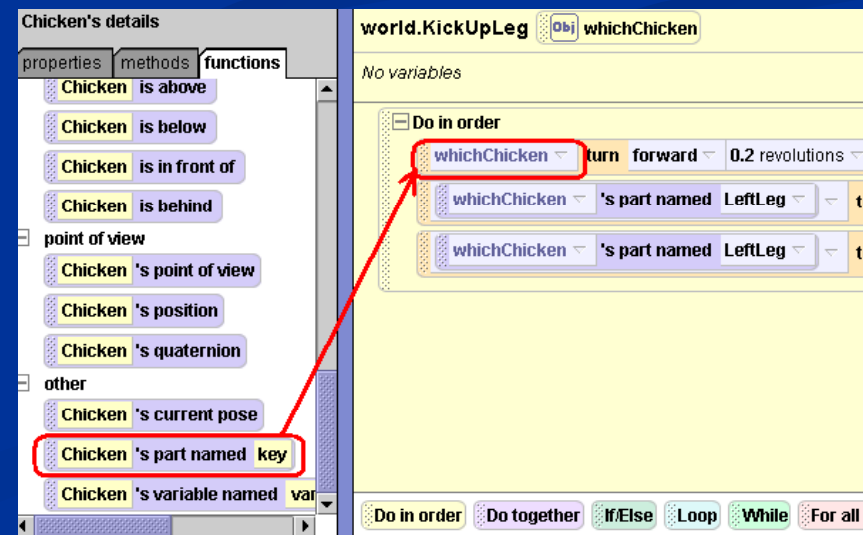 Chicken's details
properties methods functions
Chicken is above
Chicken is below
Chicken is in front of
Chicken is behind
point of view
Chicken 's point of view
Chicken 's position
Chicken 's quaternion
other
Chicken 's current pose
Chicken 's part named key
Chicken 's variable named var
world.KickUpLeg Obj whichChicken
No variables
Do in order
whichChicken turn forward 0.2 revolutions
whichChicken 's part named LeftLeg t
whichChicken 's part named LeftLeg t
Do in order Do together If/Else Loop While For all